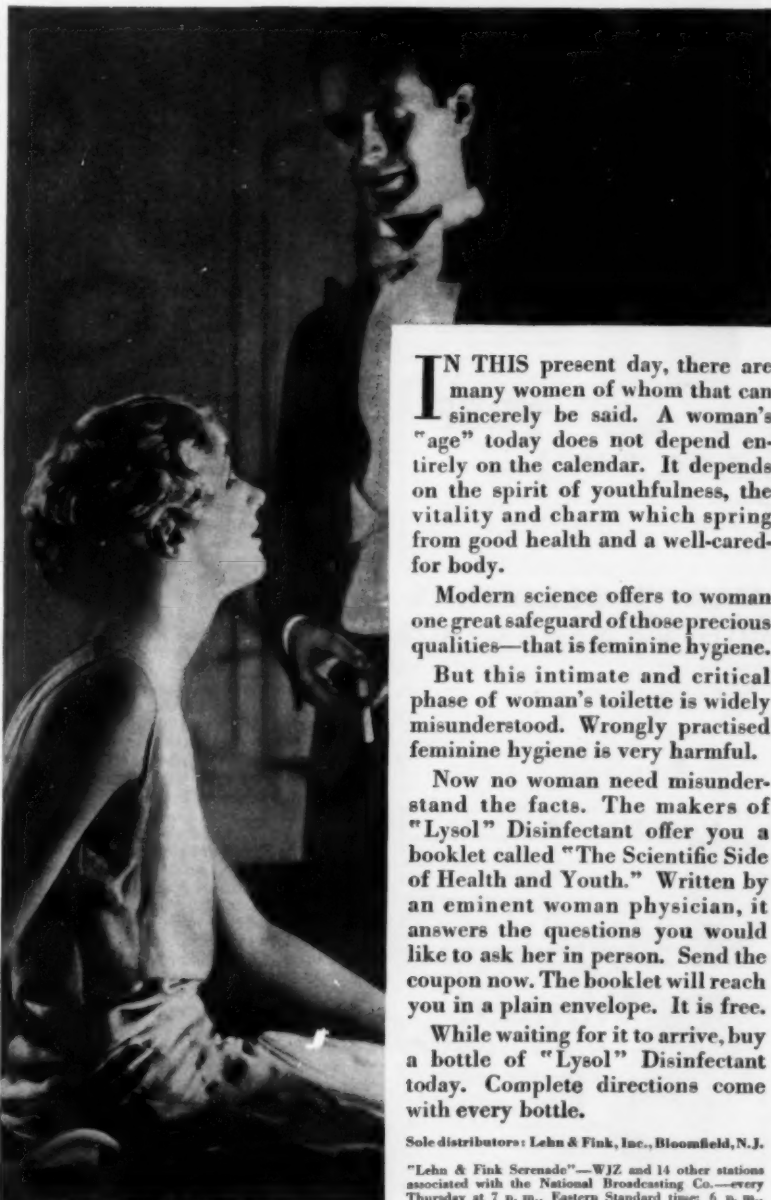 IN THIS present day, there are
many women of whom that can
sincerely be said. A woman's
"age" today does not depend en-
tirely on the calendar. It depends
on the spirit of youthfulness, the
vitality and charm which spring
from good health and a well-cared-
for body.
Modern science offers to woman
one great safeguard of those precious
qualities—that is feminine hygiene.
But this intimate and critical
phase of woman's toilette is widely
misunderstood. Wrongly practised
feminine hygiene is very harmful.
Now no woman need misunder-
stand the facts. The makers of
"Lysol" Disinfectant offer you a
booklet called "The Scientific Side
of Health and Youth." Written by
an eminent woman physician, it
answers the questions you would
like to ask her in person. Send the
coupon now. The booklet will reach
you in a plain envelope. It is free.
While waiting for it to arrive, buy
a bottle of "Lysol" Disinfectant
today. Complete directions come
with every bottle.
Sole distributors: Lehn & Fink, Inc., Bloomfield, N.J.
"Lehn & Fink Serenade"—WJZ and 14 other stations
associated with the National Broadcasting Co.—every
Thursday at 7 p. m., Eastern Standard time; 6 p. m.,